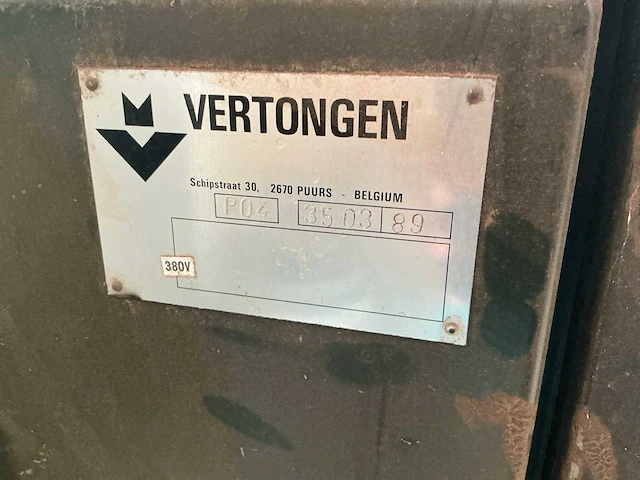 VERTONGEN
Schipstraat 30, 2670 PUURS - BELGIUM
P04 3503 89
380V